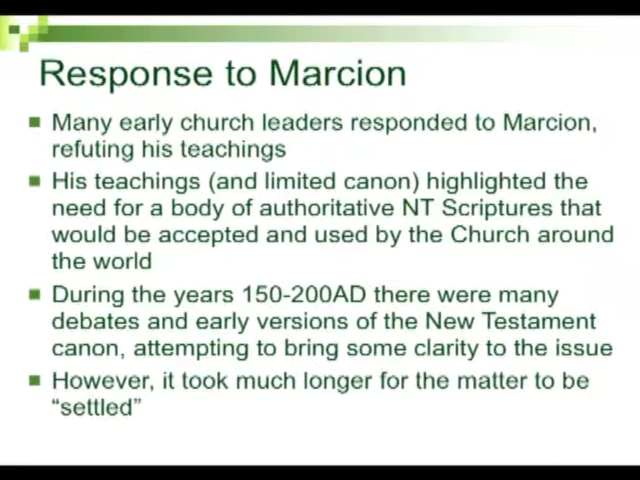 Response to Marcion
Many early church leaders responded to Marcion,
refuting his teachings
His teachings (and limited canon) highlighted the
need for a body of authoritative NT Scriptures that
would be accepted and used by the Church around
the world
During the years 150-200AD there were many
debates and early versions of the New Testament
canon, attempting to bring some clarity to the issue
However, it took much longer for the matter to be
“settled”